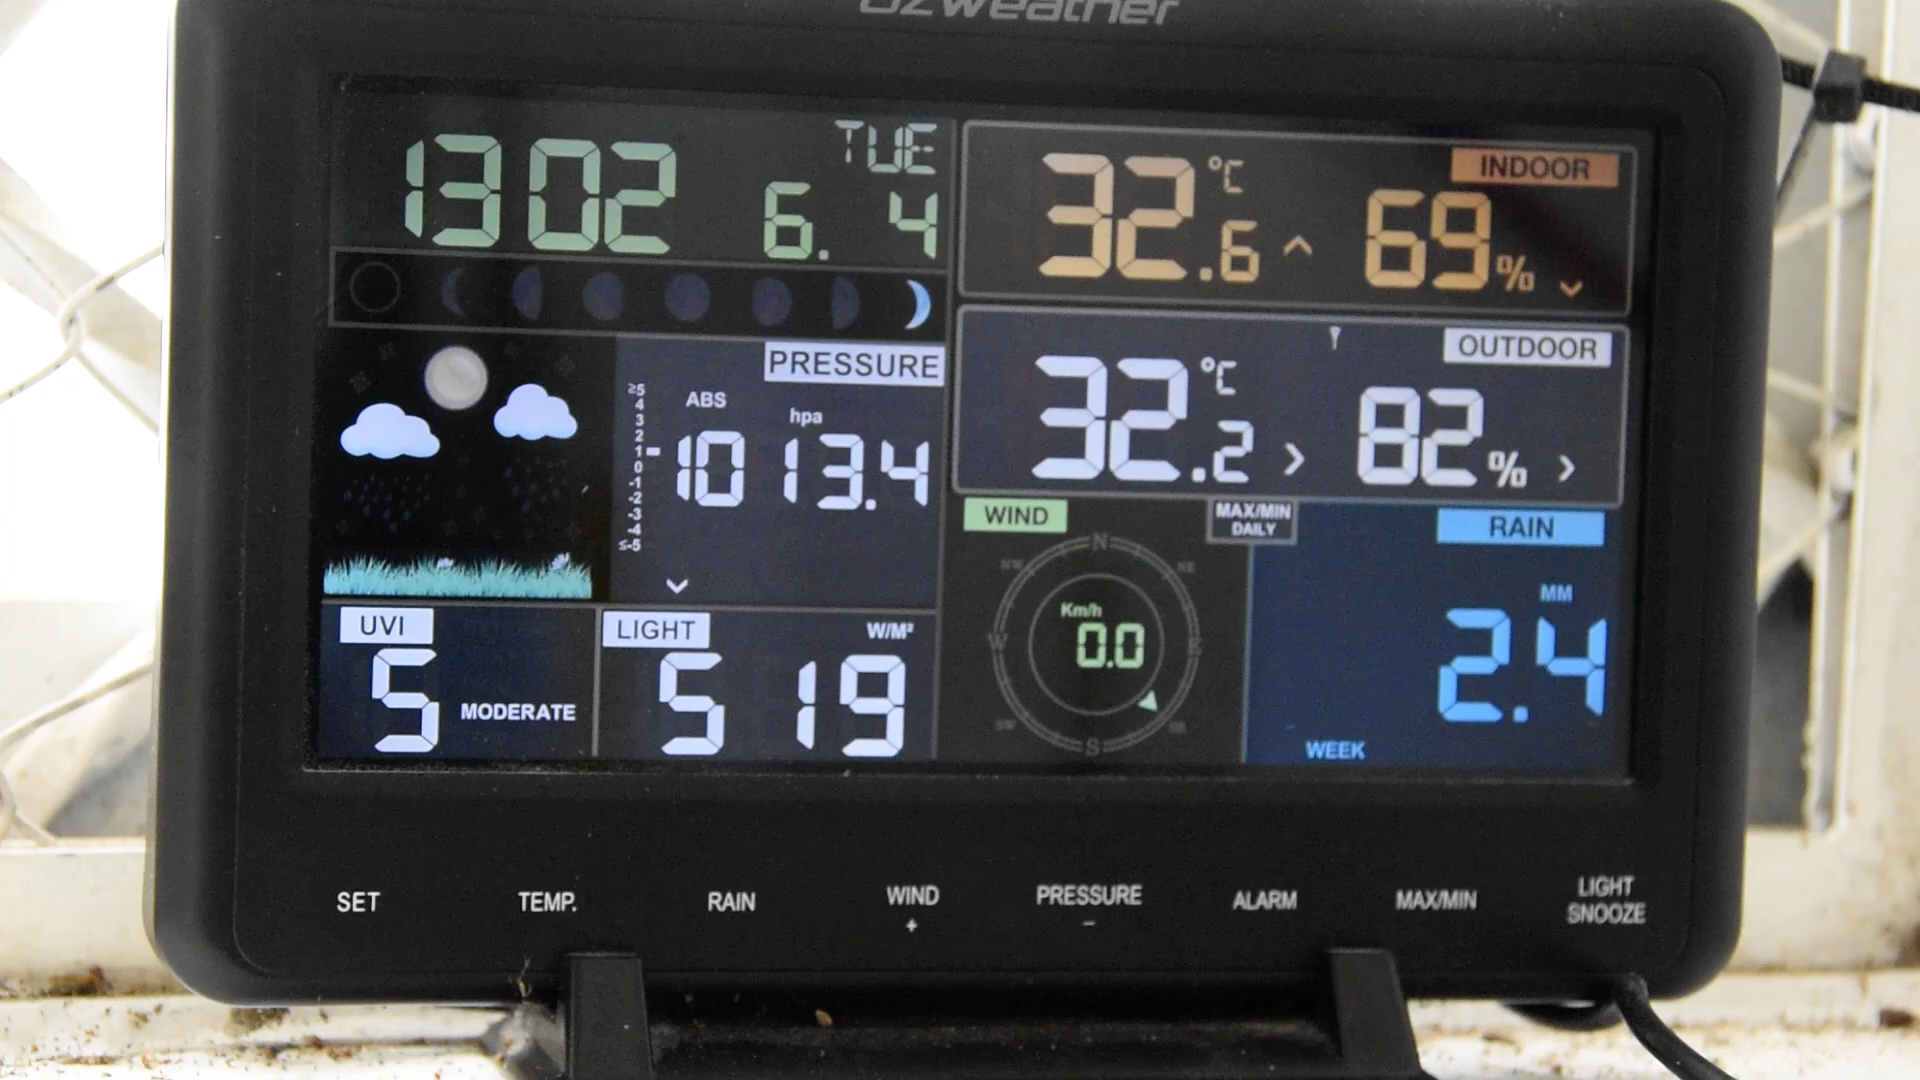 Ozweather
1302 TUE 6. 4
PRESSURE
≥5
4
3
2
1
0
-1
-2
-3
-4
≤-5
ABS
hpa
1013.4
UVI
5 MODERATE
LIGHT W/M²
519
INDOOR
32.6 °C 69%
OUTDOOR
32.2 °C 82%
WIND
MAX/MIN
DAILY
N
NE
E
SE
S
SW
W
NW
Km/h
0.0
RAIN
MM
2.4
WEEK
SET TEMP. RAIN WIND + PRESSURE − ALARM MAX/MIN LIGHT SNOOZE